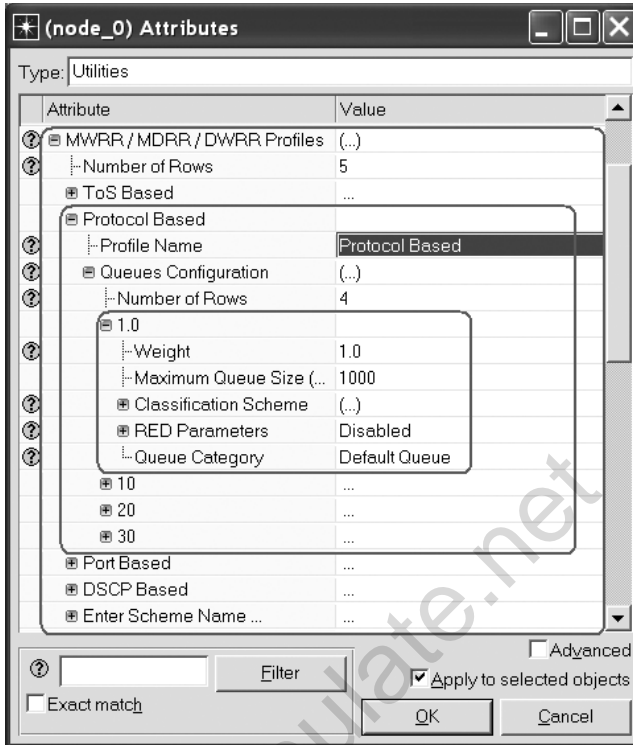 (node_0) Attributes
Type: Utilities
Attribute Value
MWRR / MDRR / DWRR Profiles (...)
Number of Rows 5
ToS Based ...
Protocol Based
Profile Name Protocol Based
Queues Configuration (...)
Number of Rows 4
1.0
Weight 1.0
Maximum Queue Size (... 1000
Classification Scheme (...)
RED Parameters Disabled
Queue Category Default Queue
10 ...
20 ...
30 ...
Port Based ...
DSCP Based ...
Enter Scheme Name ... ...
Advanced
Filter
Apply to selected objects
Exact match
OK Cancel